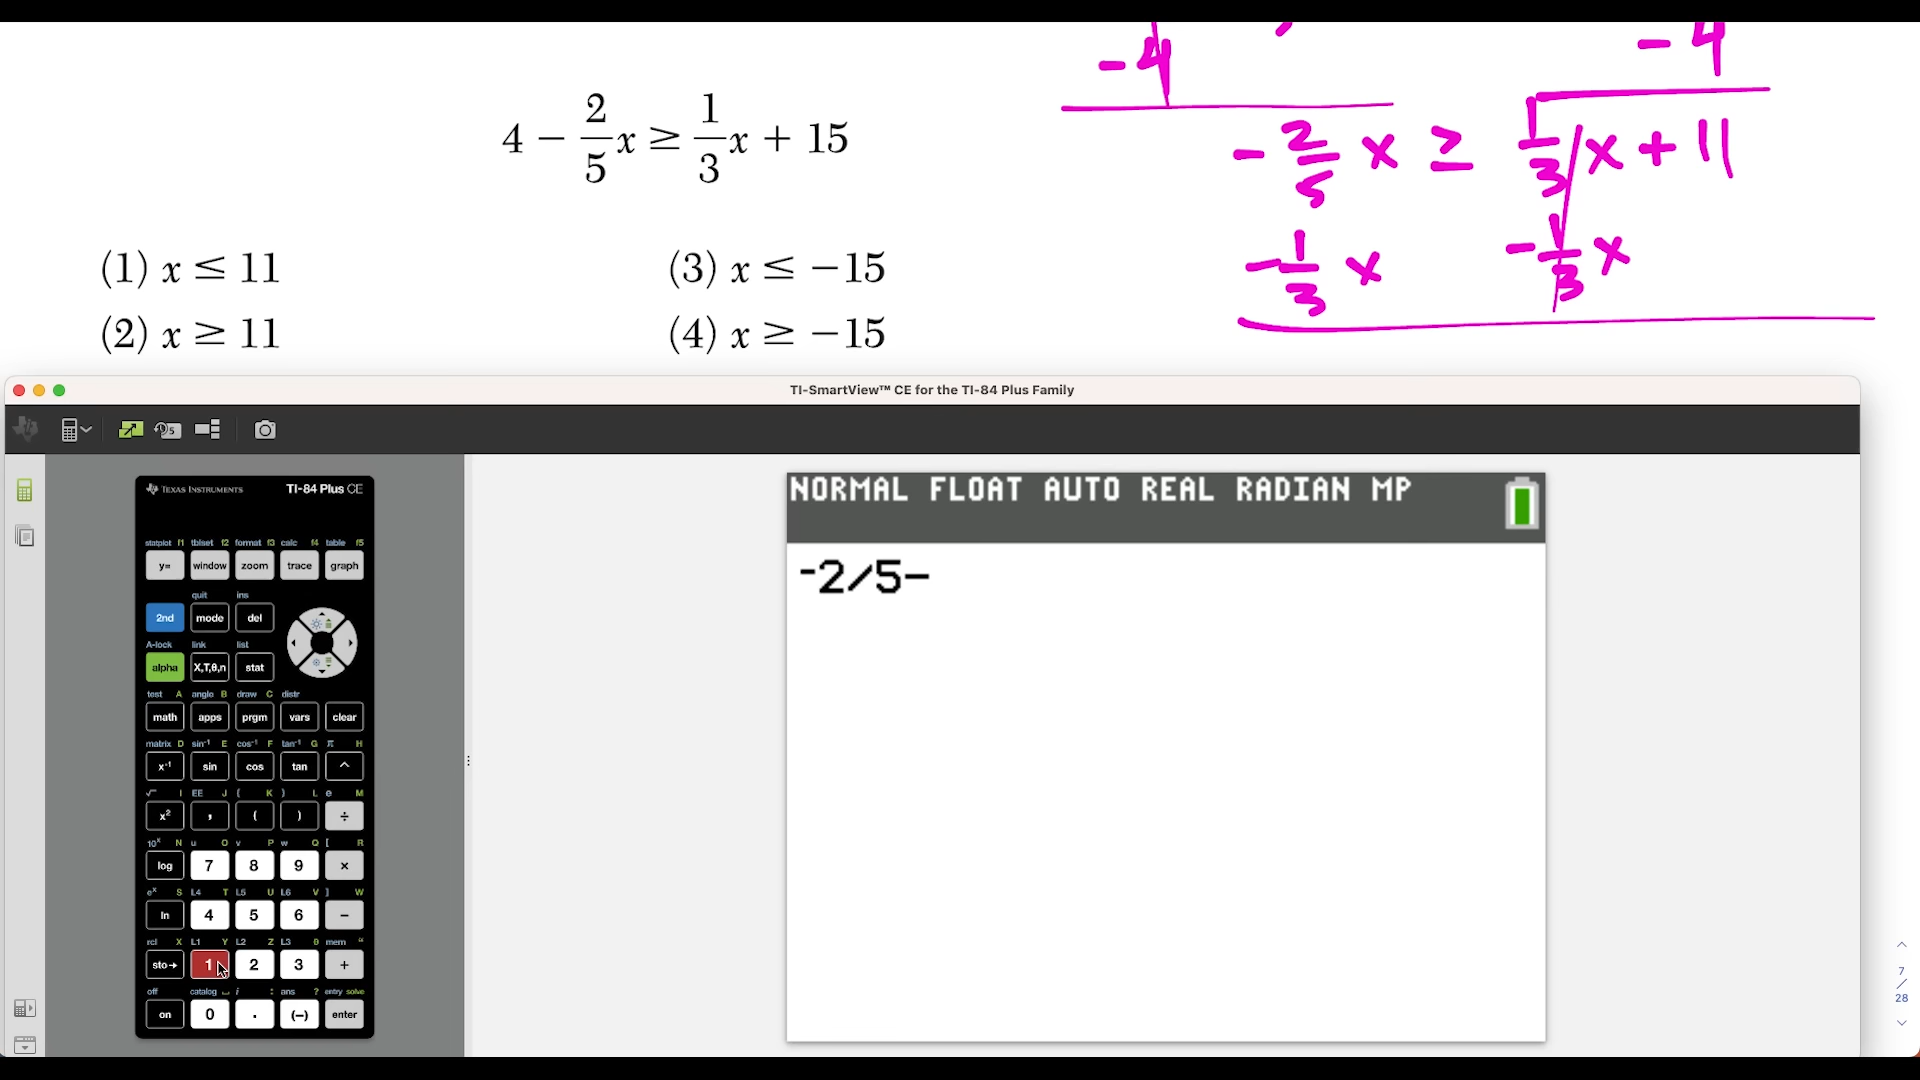 -4 -4
4 − 2/5 x ≥ 1/3 x + 15
- 2/5 x ≥ 1/3 x + 11
- 1/3 x - 1/3 x
(1) x ≤ 11 (3) x ≤ −15
(2) x ≥ 11 (4) x ≥ −15
TI-SmartView™ CE for the TI-84 Plus Family
TEXAS INSTRUMENTS TI-84 Plus CE
statplot f1 tblset f2 format f3 calc f4 table f5
y= window zoom trace graph
quit ins
2nd mode del
A-lock link list
alpha X,T,θ,n stat
test A angle B draw C distr
math apps prgm vars clear
matrix D sin⁻¹ E cos⁻¹ F tan⁻¹ G π H
x⁻¹ sin cos tan ^
√ I EE J { K } L e M
x² , ( ) ÷
10ˣ N u O v P w Q [ R
log 7 8 9 ×
eˣ S L4 T L5 U L6 V ] W
ln 4 5 6 −
rcl X L1 Y L2 Z L3 θ mem "
sto→ 1 2 3 +
off catalog ⎵ i : ans ? entry solve
on 0 . (−) enter
NORMAL FLOAT AUTO REAL RADIAN MP
-2/5−
7
/
28